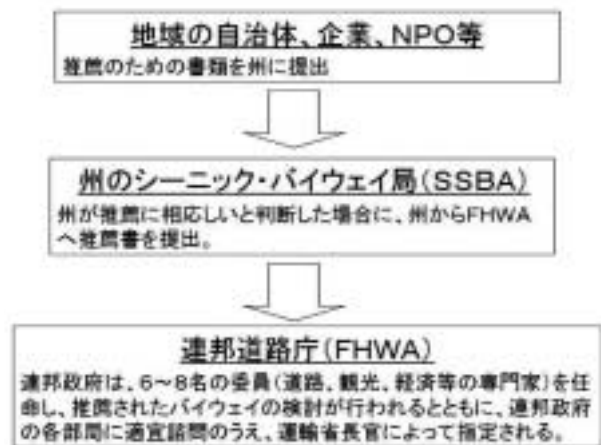 地域の自治体、企業、NPO等
推薦のための書類を州に提出
州のシーニック・バイウェイ局(SSBA)
州が推薦に相応しいと判断した場合に、州からFHWA
へ推薦書を提出。
連邦道路庁(FHWA)
連邦政府は、6〜8名の委員(道路、観光、経済等の専門家)を任
命し、推薦されたバイウェイの検討が行われるとともに、連邦政府
の各部局に適宜諮問のうえ、運輸省長官によって指定される。